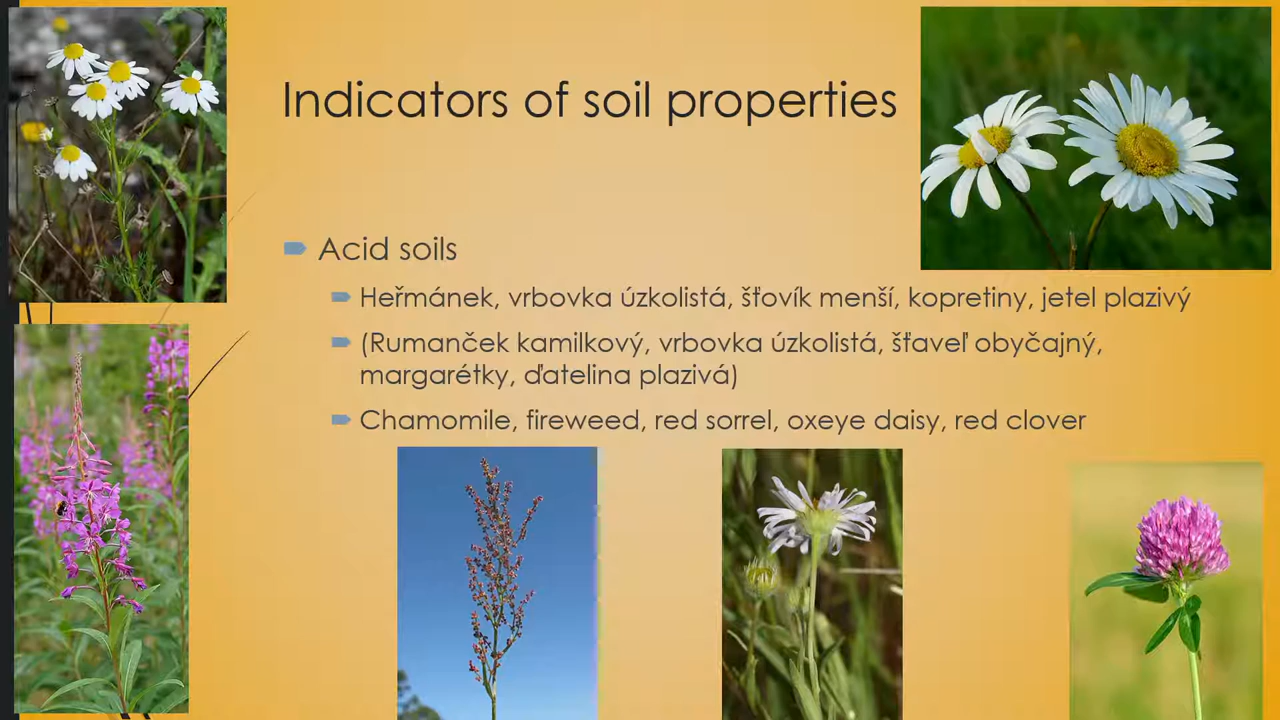 Indicators of soil properties
Acid soils
Heřmánek, vrbovka úzkolistá, šťovík menší, kopretiny, jetel plazivý
(Rumanček kamilkový, vrbovka úzkolistá, šťaveľ obyčajný,
margarétky, ďatelina plazivá)
Chamomile, fireweed, red sorrel, oxeye daisy, red clover